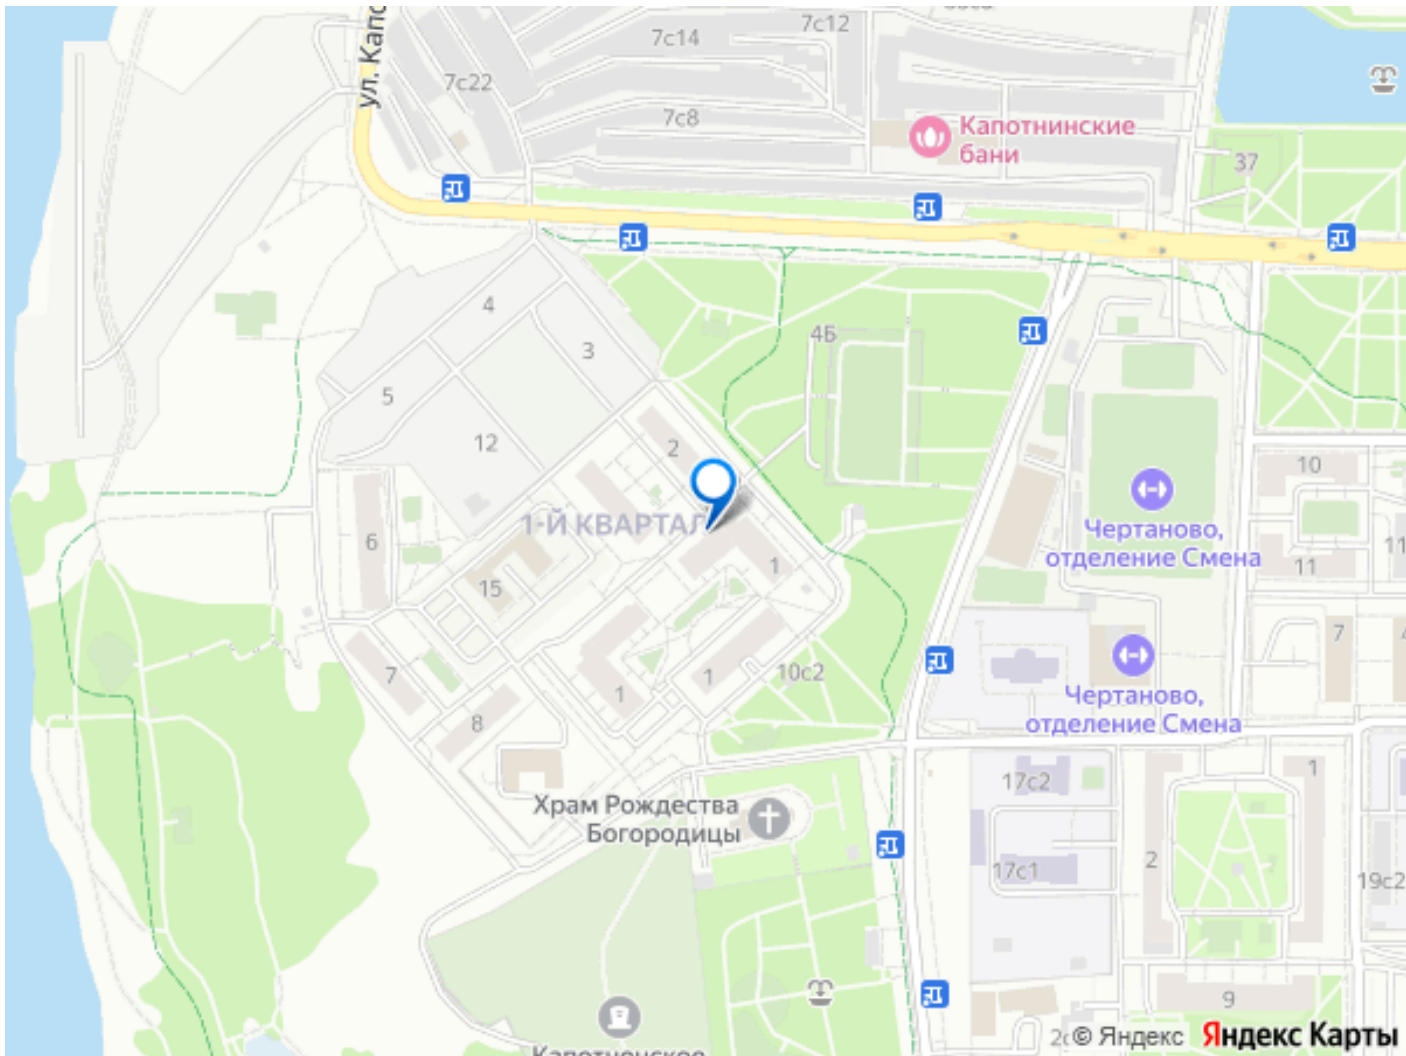 ул. Капо
7с12
7с14
7с22
7с8
Капотнинские
бани
37
4
4Б
3
5
2
12
10
1-Й КВАРТАЛ
Чертаново,
отделение Смена
6
11
11
1
15
7
7
10с2
1
1
Чертаново,
отделение Смена
8
17с2
1
Храм Рождества
Богородицы
2
17с1
19с2
9
Капотненское
© Яндекс
Яндекс Карты